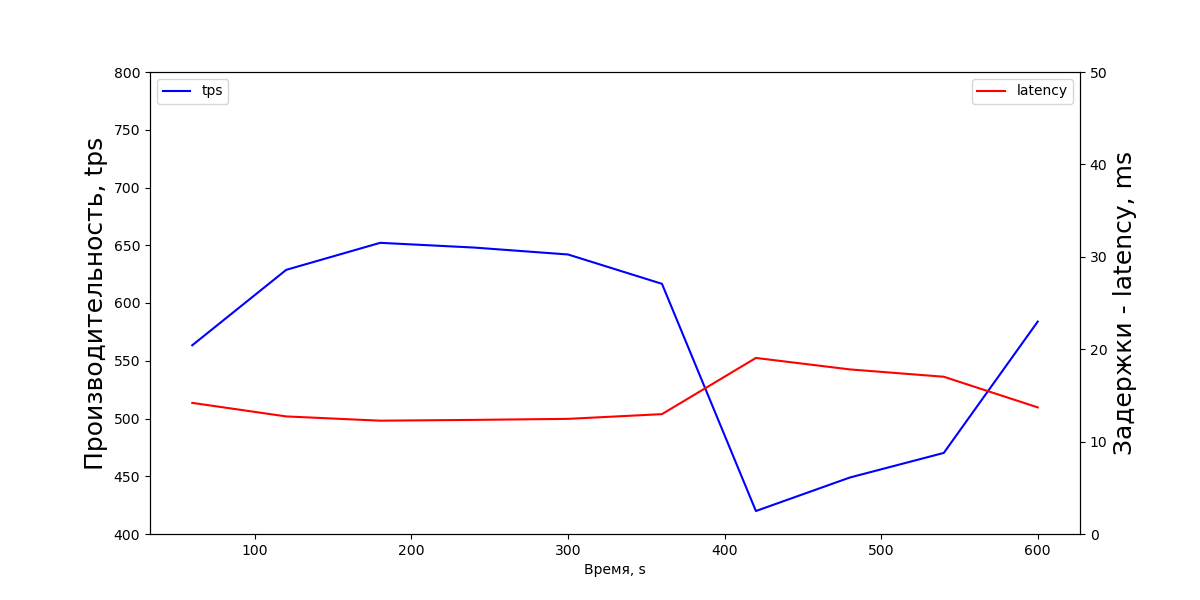 tps
latency
800
750
700
650
600
550
500
450
400
Производительность, tps
50
40
30
20
10
0
Задержки - latency, ms
100 200 300 400 500 600
Время, s